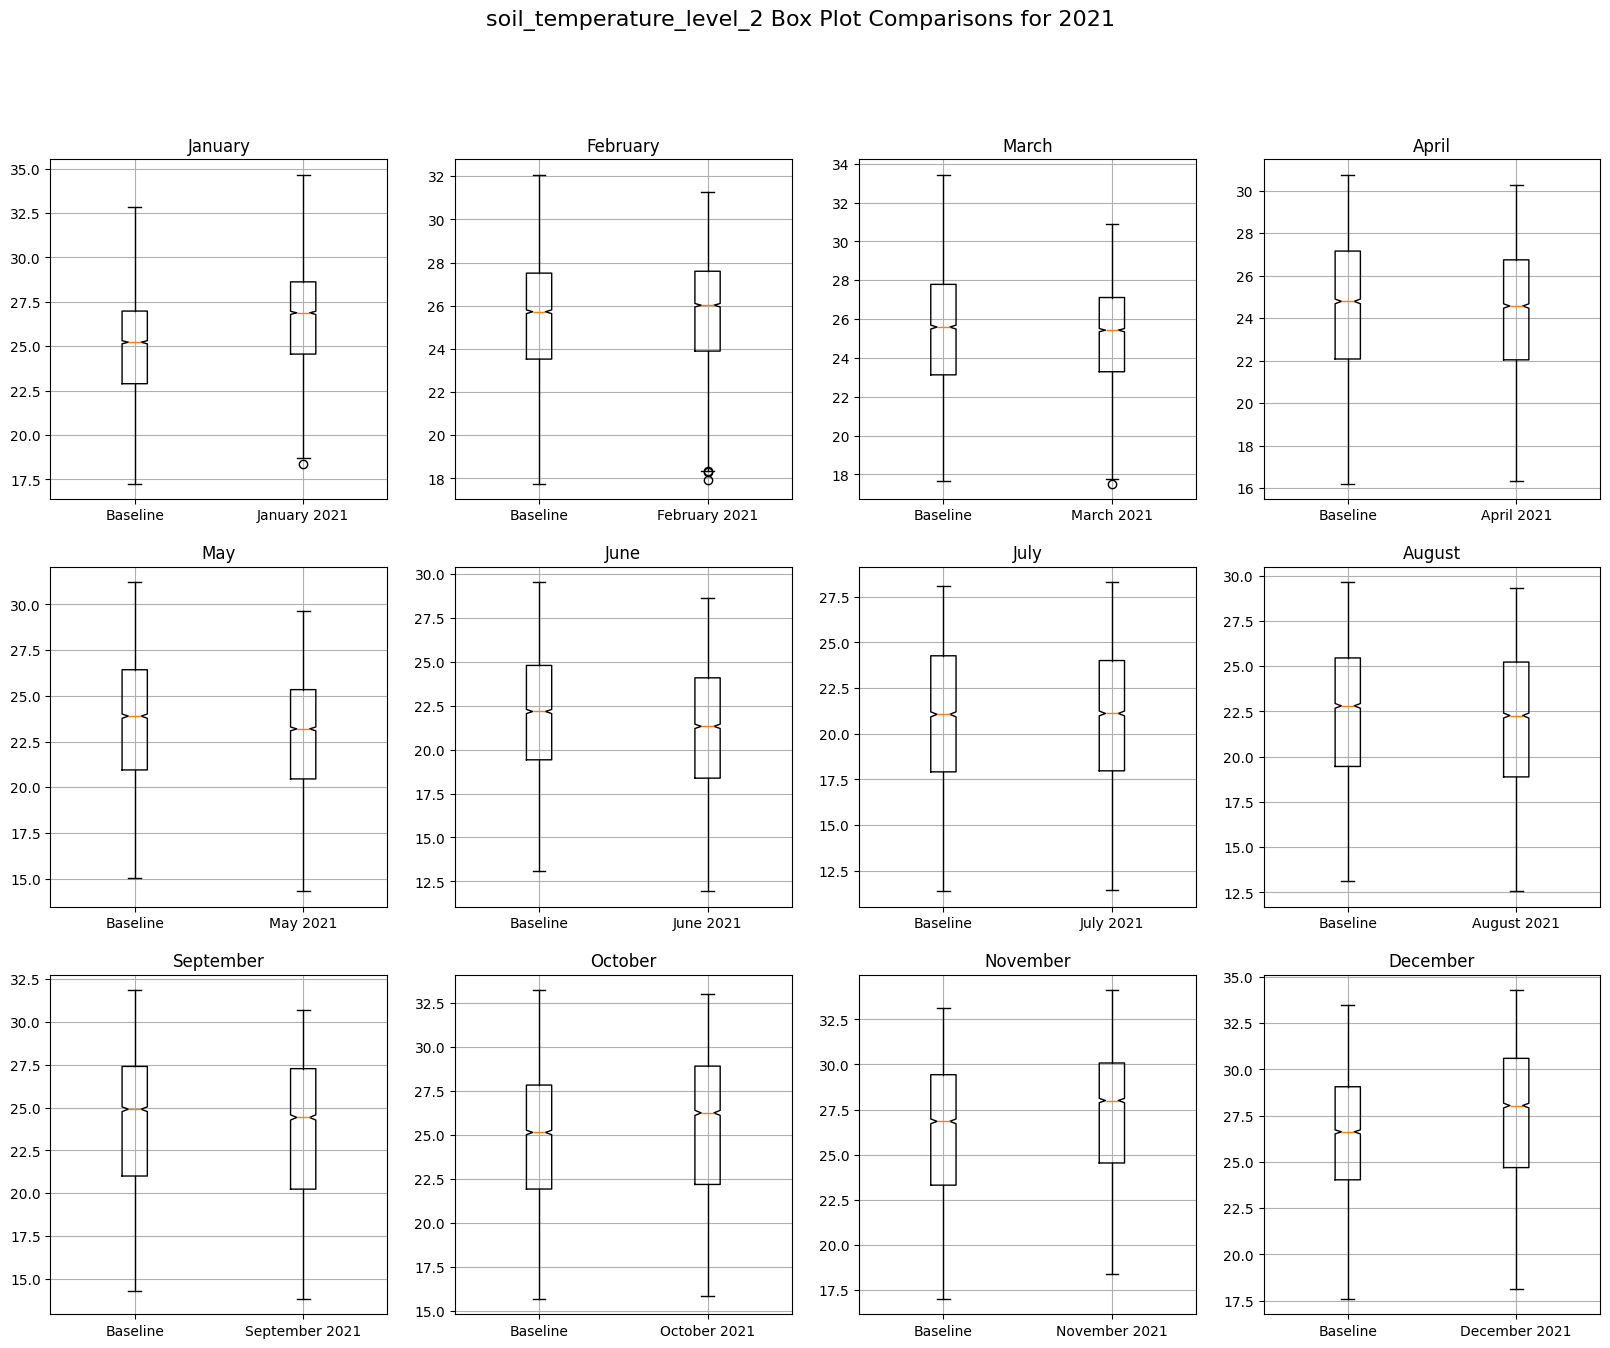 soil_temperature_level_2 Box Plot Comparisons for 2021
January
35.0
32.5
30.0
27.5
25.0
22.5
20.0
17.5
Baseline
January 2021
February
32
30
28
26
24
22
20
18
Baseline
February 2021
March
34
32
30
28
26
24
22
20
18
Baseline
March 2021
April
30
28
26
24
22
20
18
16
Baseline
April 2021
May
30.0
27.5
25.0
22.5
20.0
17.5
15.0
Baseline
May 2021
June
30.0
27.5
25.0
22.5
20.0
17.5
15.0
12.5
Baseline
June 2021
July
27.5
25.0
22.5
20.0
17.5
15.0
12.5
Baseline
July 2021
August
30.0
27.5
25.0
22.5
20.0
17.5
15.0
12.5
Baseline
August 2021
September
32.5
30.0
27.5
25.0
22.5
20.0
17.5
15.0
Baseline
September 2021
October
32.5
30.0
27.5
25.0
22.5
20.0
17.5
15.0
Baseline
October 2021
November
32.5
30.0
27.5
25.0
22.5
20.0
17.5
Baseline
November 2021
December
35.0
32.5
30.0
27.5
25.0
22.5
20.0
17.5
Baseline
December 2021